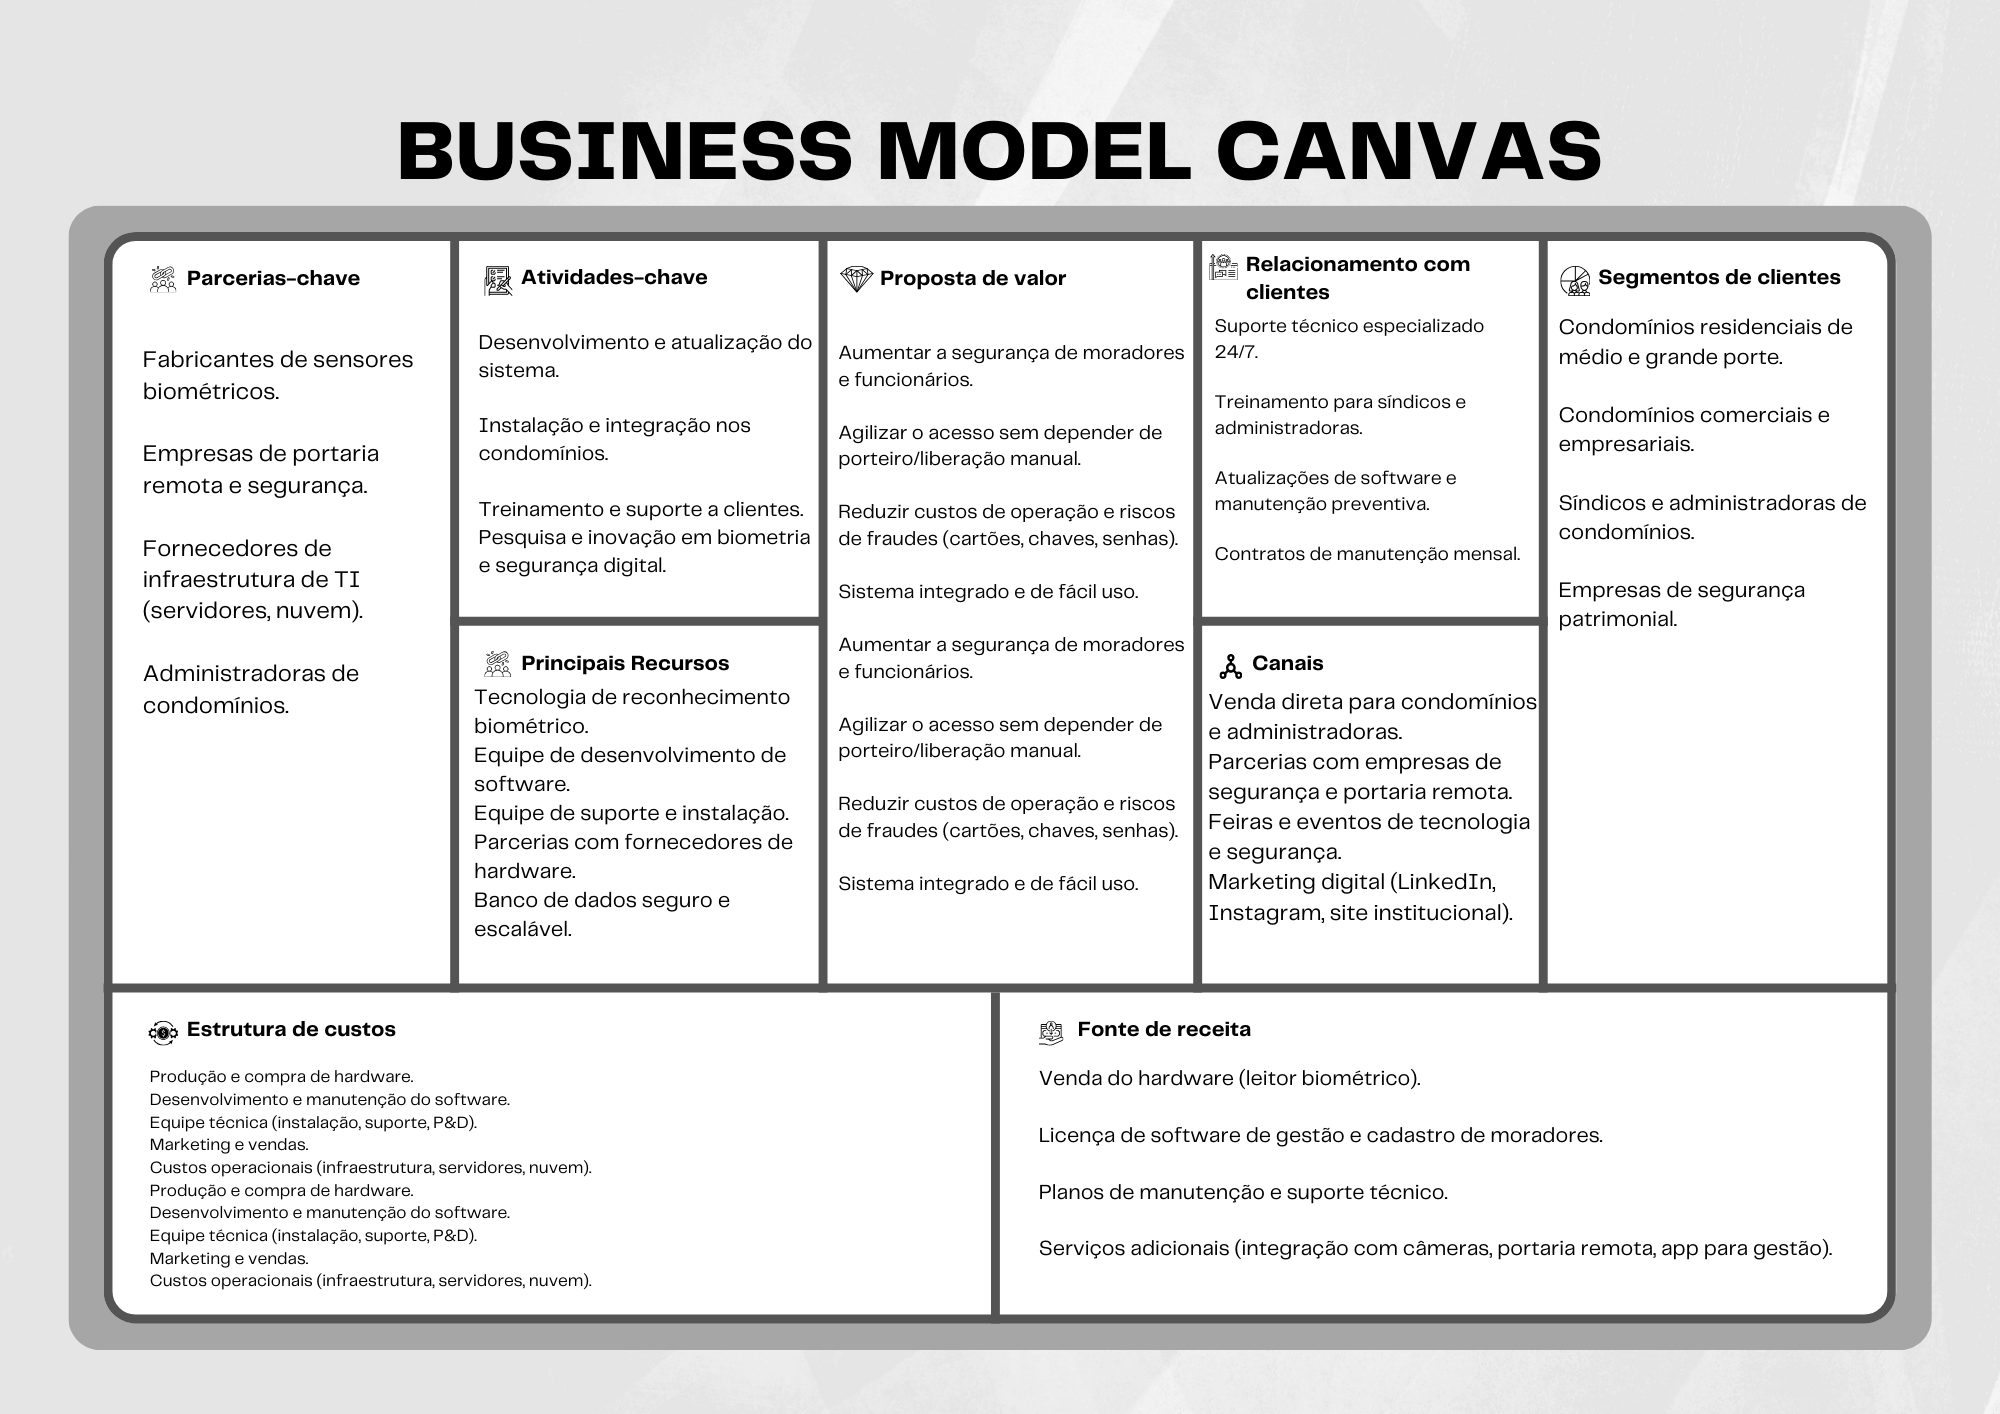 BUSINESS MODEL CANVAS
Parcerias-chave
Fabricantes de sensores
biométricos.
Empresas de portaria
remota e segurança.
Fornecedores de
infraestrutura de TI
(servidores, nuvem).
Administradoras de
condomínios.
Atividades-chave
Desenvolvimento e atualização do
sistema.
Instalação e integração nos
condomínios.
Treinamento e suporte a clientes.
Pesquisa e inovação em biometria
e segurança digital.
Principais Recursos
Tecnologia de reconhecimento
biométrico.
Equipe de desenvolvimento de
software.
Equipe de suporte e instalação.
Parcerias com fornecedores de
hardware.
Banco de dados seguro e
escalável.
Proposta de valor
Aumentar a segurança de moradores
e funcionários.
Agilizar o acesso sem depender de
porteiro/liberação manual.
Reduzir custos de operação e riscos
de fraudes (cartões, chaves, senhas).
Sistema integrado e de fácil uso.
Aumentar a segurança de moradores
e funcionários.
Agilizar o acesso sem depender de
porteiro/liberação manual.
Reduzir custos de operação e riscos
de fraudes (cartões, chaves, senhas).
Sistema integrado e de fácil uso.
Relacionamento com
clientes
Suporte técnico especializado
24/7.
Treinamento para síndicos e
administradoras.
Atualizações de software e
manutenção preventiva.
Contratos de manutenção mensal.
Canais
Venda direta para condomínios
e administradoras.
Parcerias com empresas de
segurança e portaria remota.
Feiras e eventos de tecnologia
e segurança.
Marketing digital (LinkedIn,
Instagram, site institucional).
Segmentos de clientes
Condomínios residenciais de
médio e grande porte.
Condomínios comerciais e
empresariais.
Síndicos e administradoras de
condomínios.
Empresas de segurança
patrimonial.
Estrutura de custos
Produção e compra de hardware.
Desenvolvimento e manutenção do software.
Equipe técnica (instalação, suporte, P&D).
Marketing e vendas.
Custos operacionais (infraestrutura, servidores, nuvem).
Produção e compra de hardware.
Desenvolvimento e manutenção do software.
Equipe técnica (instalação, suporte, P&D).
Marketing e vendas.
Custos operacionais (infraestrutura, servidores, nuvem).
Fonte de receita
Venda do hardware (leitor biométrico).
Licença de software de gestão e cadastro de moradores.
Planos de manutenção e suporte técnico.
Serviços adicionais (integração com câmeras, portaria remota, app para gestão).